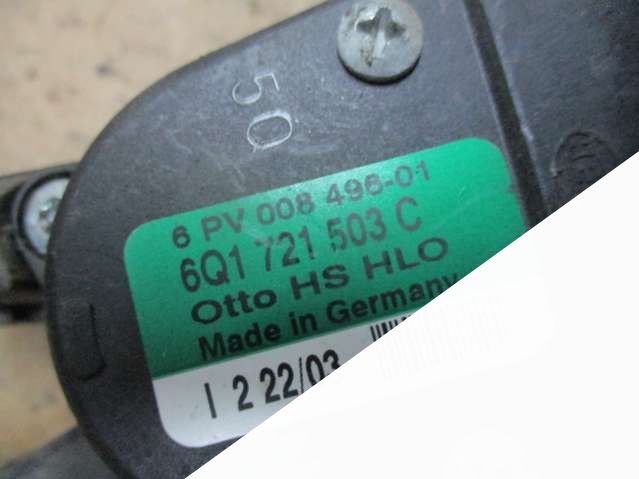 50
6 PV 008 496-01
6Q1 721 503 C
Otto HS HLO
Made in Germany
I 2 22/03